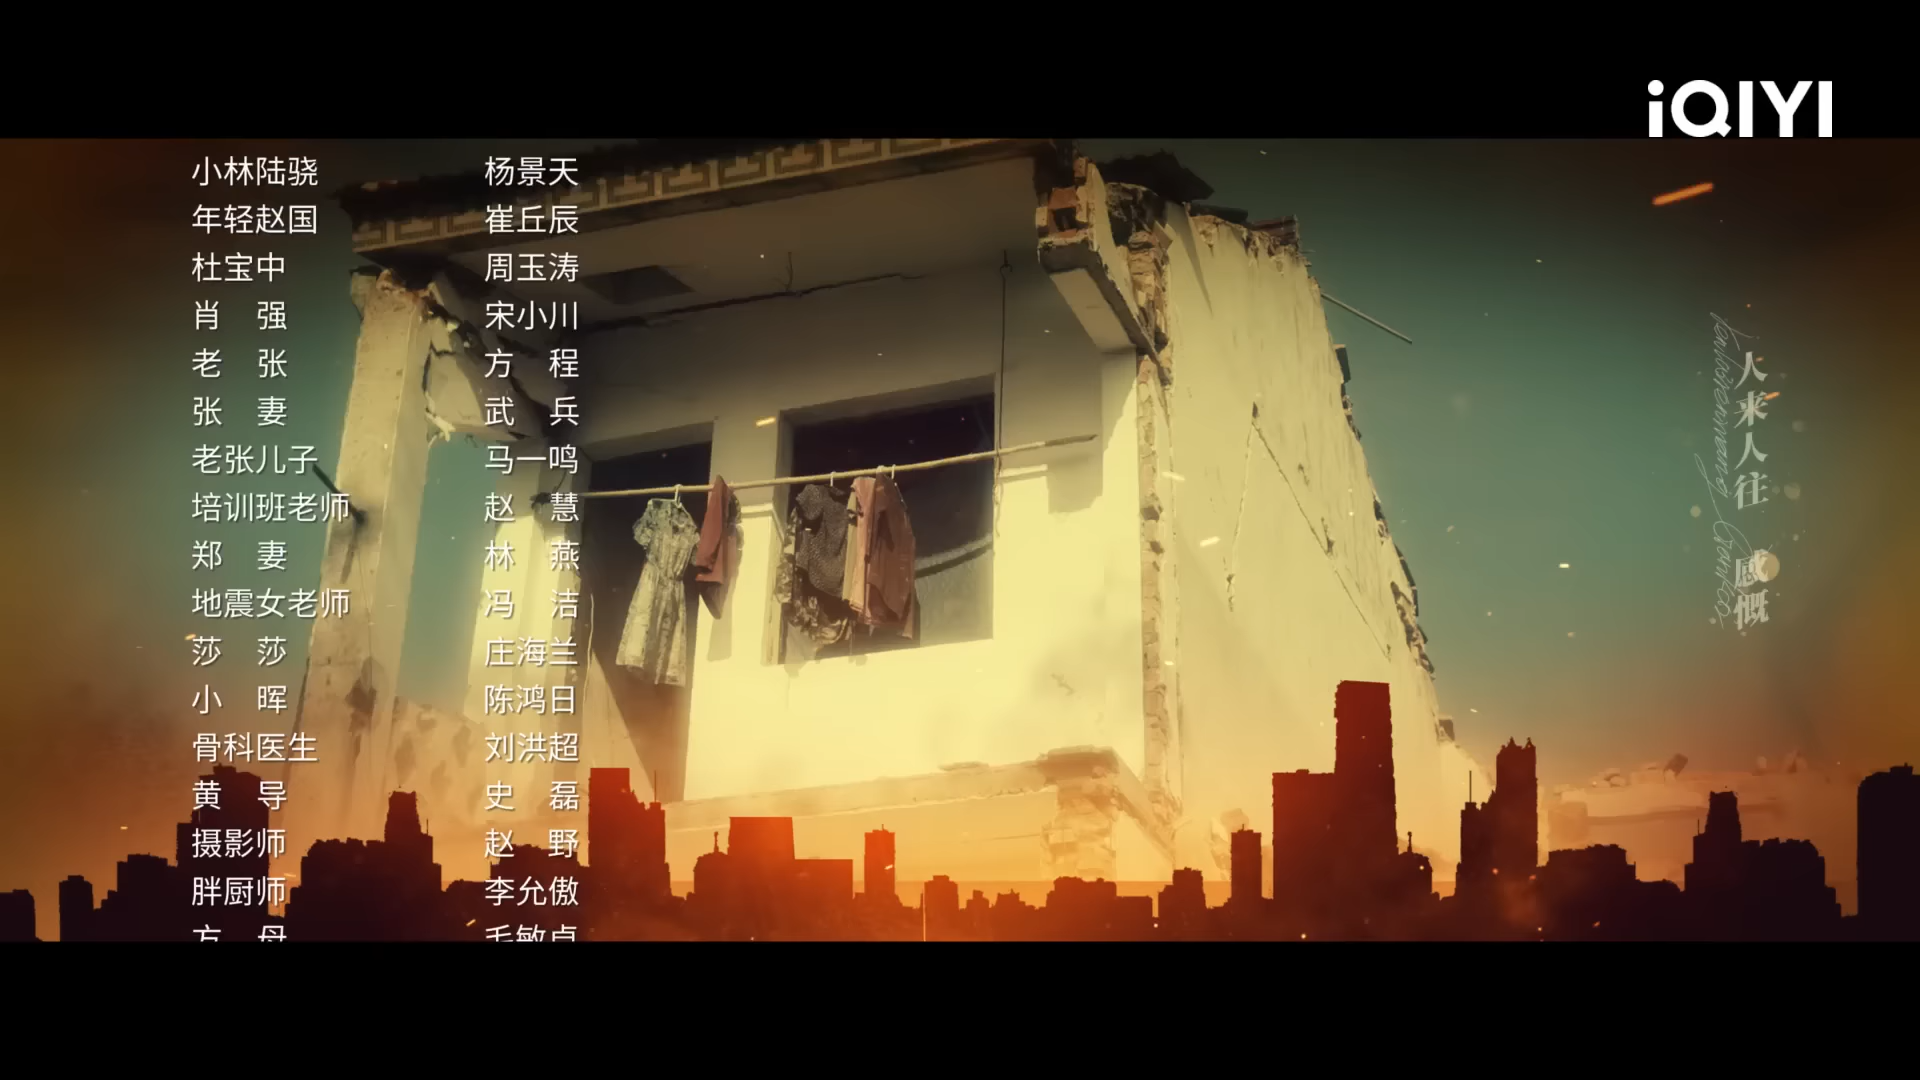 iQIYI
小林陆骁 杨景天
年轻赵国 崔丘辰
杜宝中 周玉涛
肖 强 宋小川
老 张 方 程
张 妻 武 兵
老张儿子 马一鸣
培训班老师 赵 慧
郑 妻 林 燕
地震女老师 冯 洁
莎 莎 庄海兰
小 晖 陈鸿日
骨科医生 刘洪超
黄 导 史 磊
摄影师 赵 野
胖厨师 李允傲
方 母 毛敏卓
人来人往 感慨